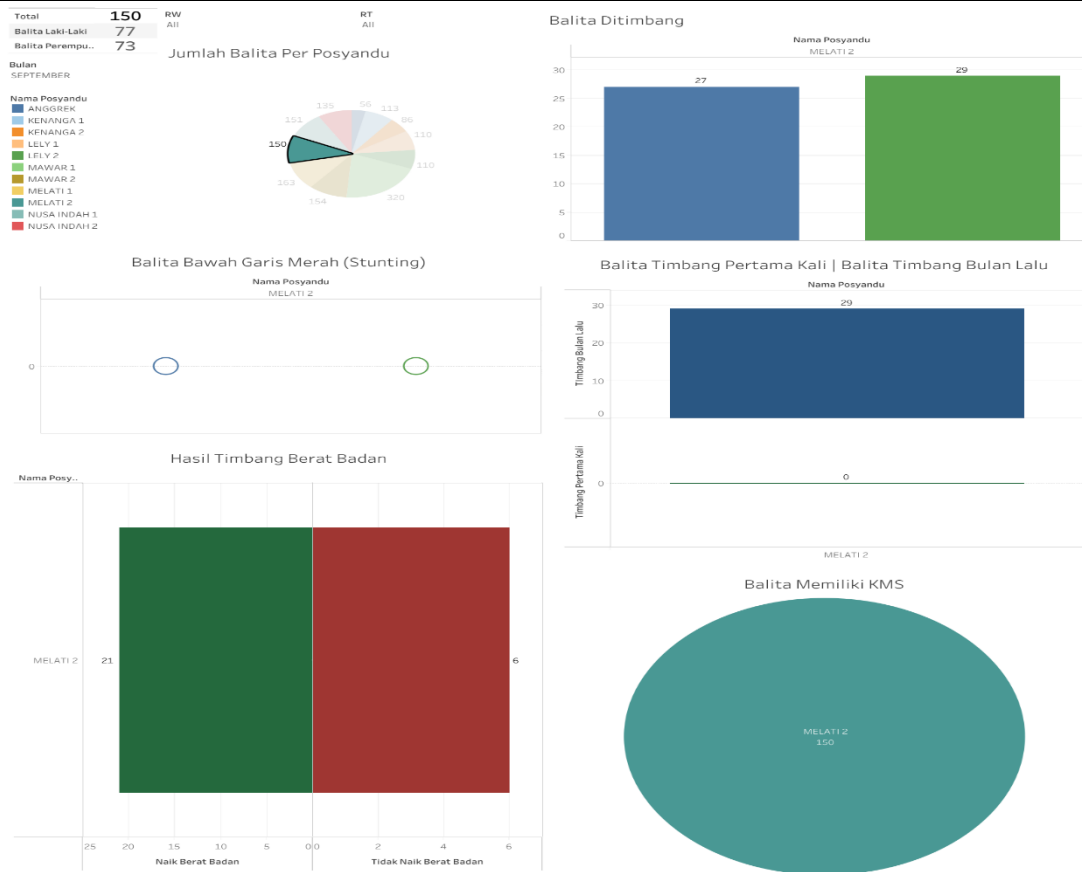 Total 150
Balita Laki-Laki 77
Balita Perempu.. 73
RW
All
RT
All
Bulan
SEPTEMBER
Nama Posyandu
ANGGREK
KENANGA 1
KENANGA 2
LELY 1
LELY 2
MAWAR 1
MAWAR 2
MELATI 1
MELATI 2
NUSA INDAH 1
NUSA INDAH 2
Jumlah Balita Per Posyandu
135 56 113
151 86
150 110
163 110
154 320
Balita Ditimbang
Nama Posyandu
MELATI 2
30
25
20
15
10
5
0
27 29
Balita Bawah Garis Merah (Stunting)
Nama Posyandu
MELATI 2
0
Balita Timbang Pertama Kali | Balita Timbang Bulan Lalu
Nama Posyandu
29
Timbang Bulan Lalu
30
20
10
0
Timbang Pertama Kali
0
0
MELATI 2
Hasil Timbang Berat Badan
Nama Posy..
MELATI 2 21 6
25 20 15 10 5 0 0 2 4 6
Naik Berat Badan Tidak Naik Berat Badan
Balita Memiliki KMS
MELATI 2
150